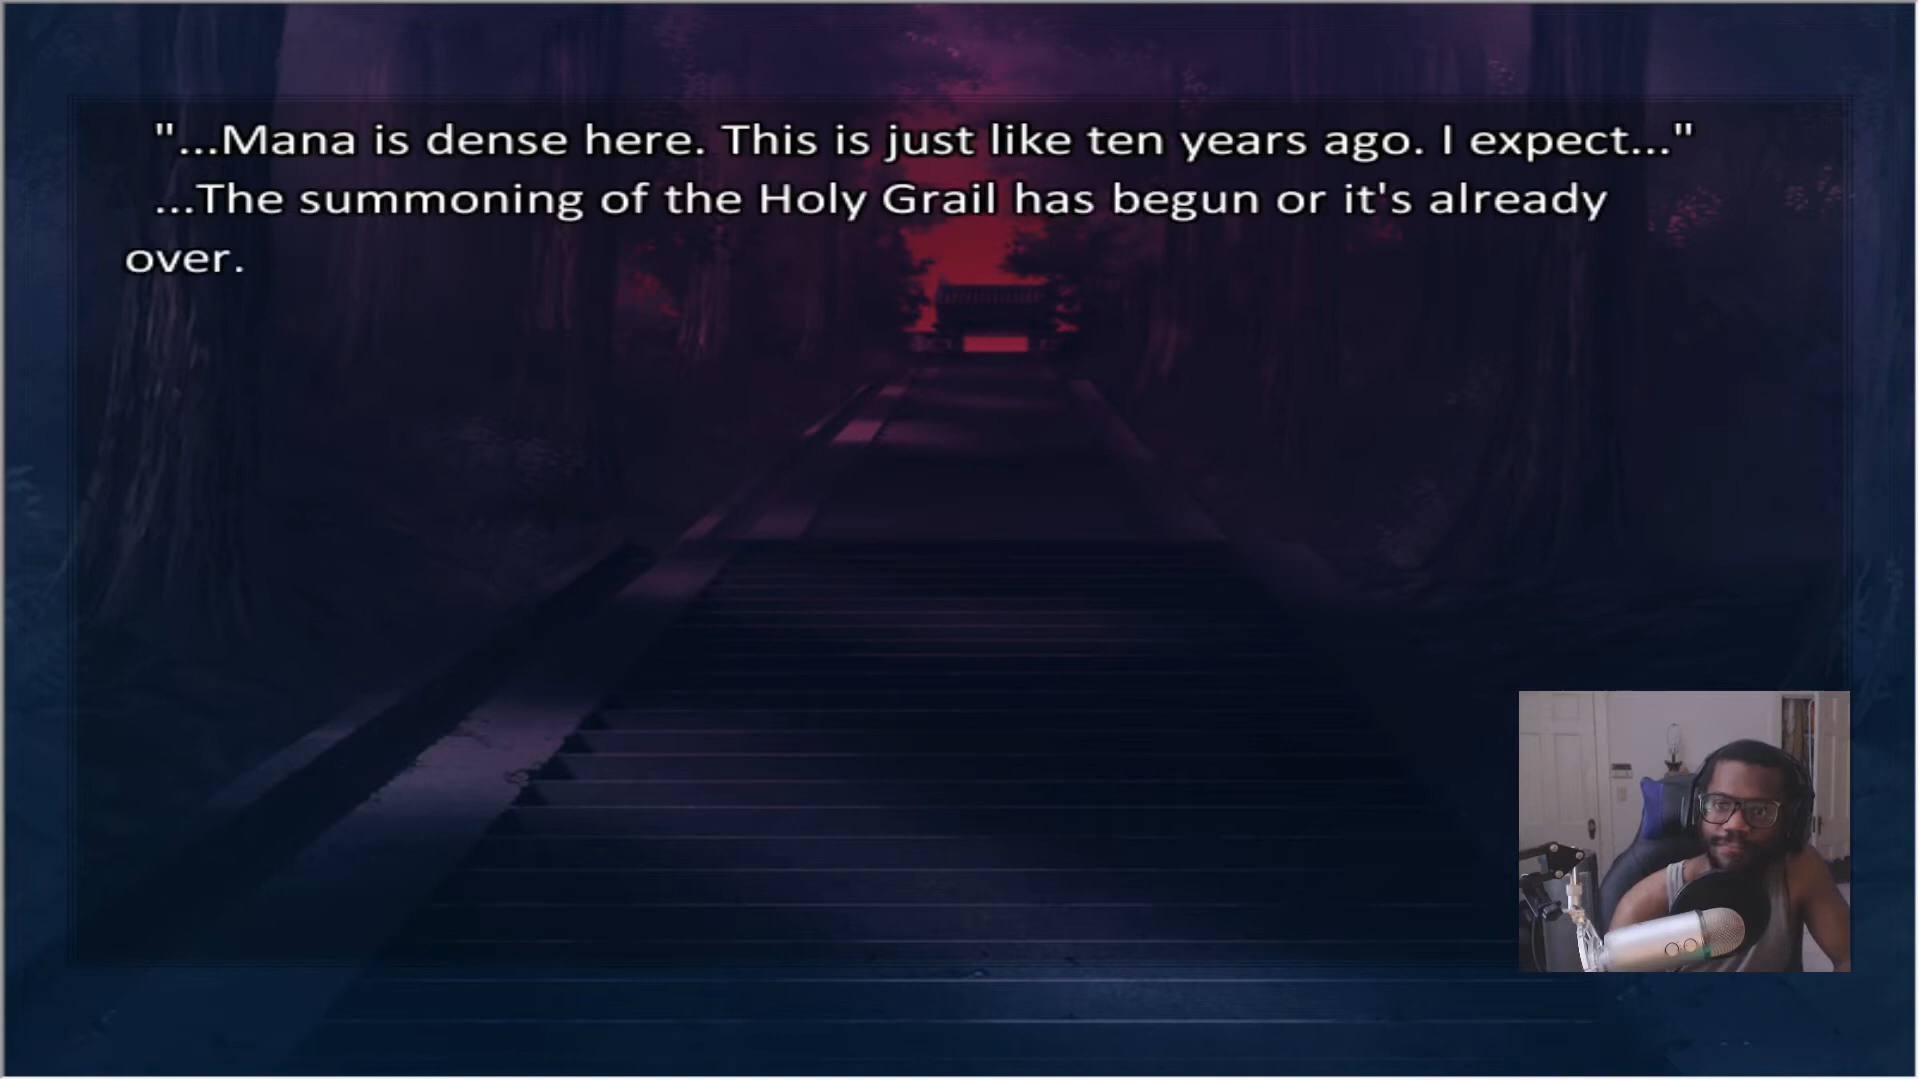 "...Mana is dense here. This is just like ten years ago. I expect..."
...The summoning of the Holy Grail has begun or it's already
over.